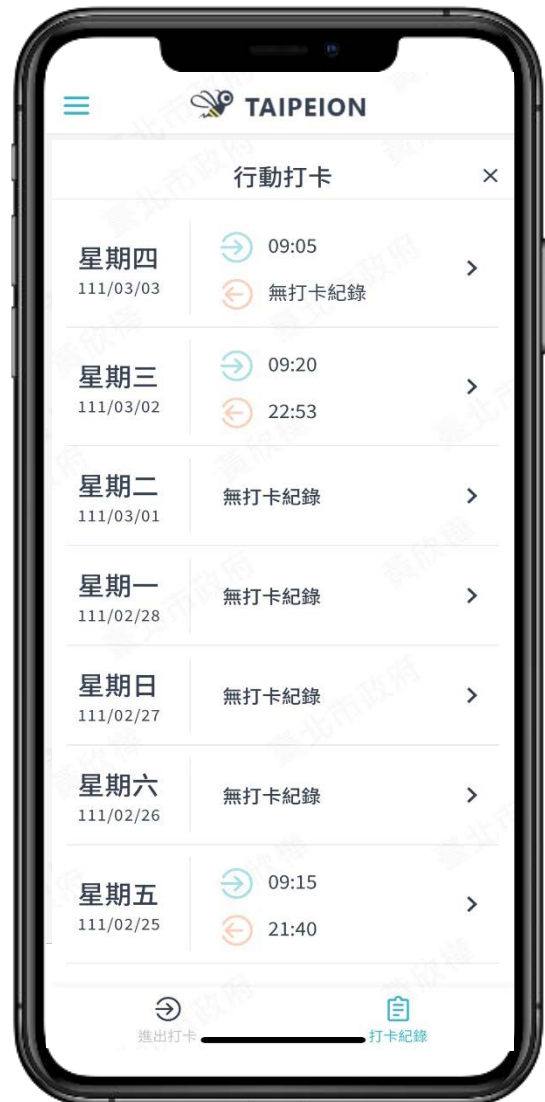 TAIPEION
行動打卡
星期四
111/03/03
09:05
無打卡紀錄
星期三
111/03/02
09:20
22:53
星期二
111/03/01
無打卡紀錄
星期一
111/02/28
無打卡紀錄
星期日
111/02/27
無打卡紀錄
星期六
111/02/26
無打卡紀錄
星期五
111/02/25
09:15
21:40
進出打卡
打卡紀錄